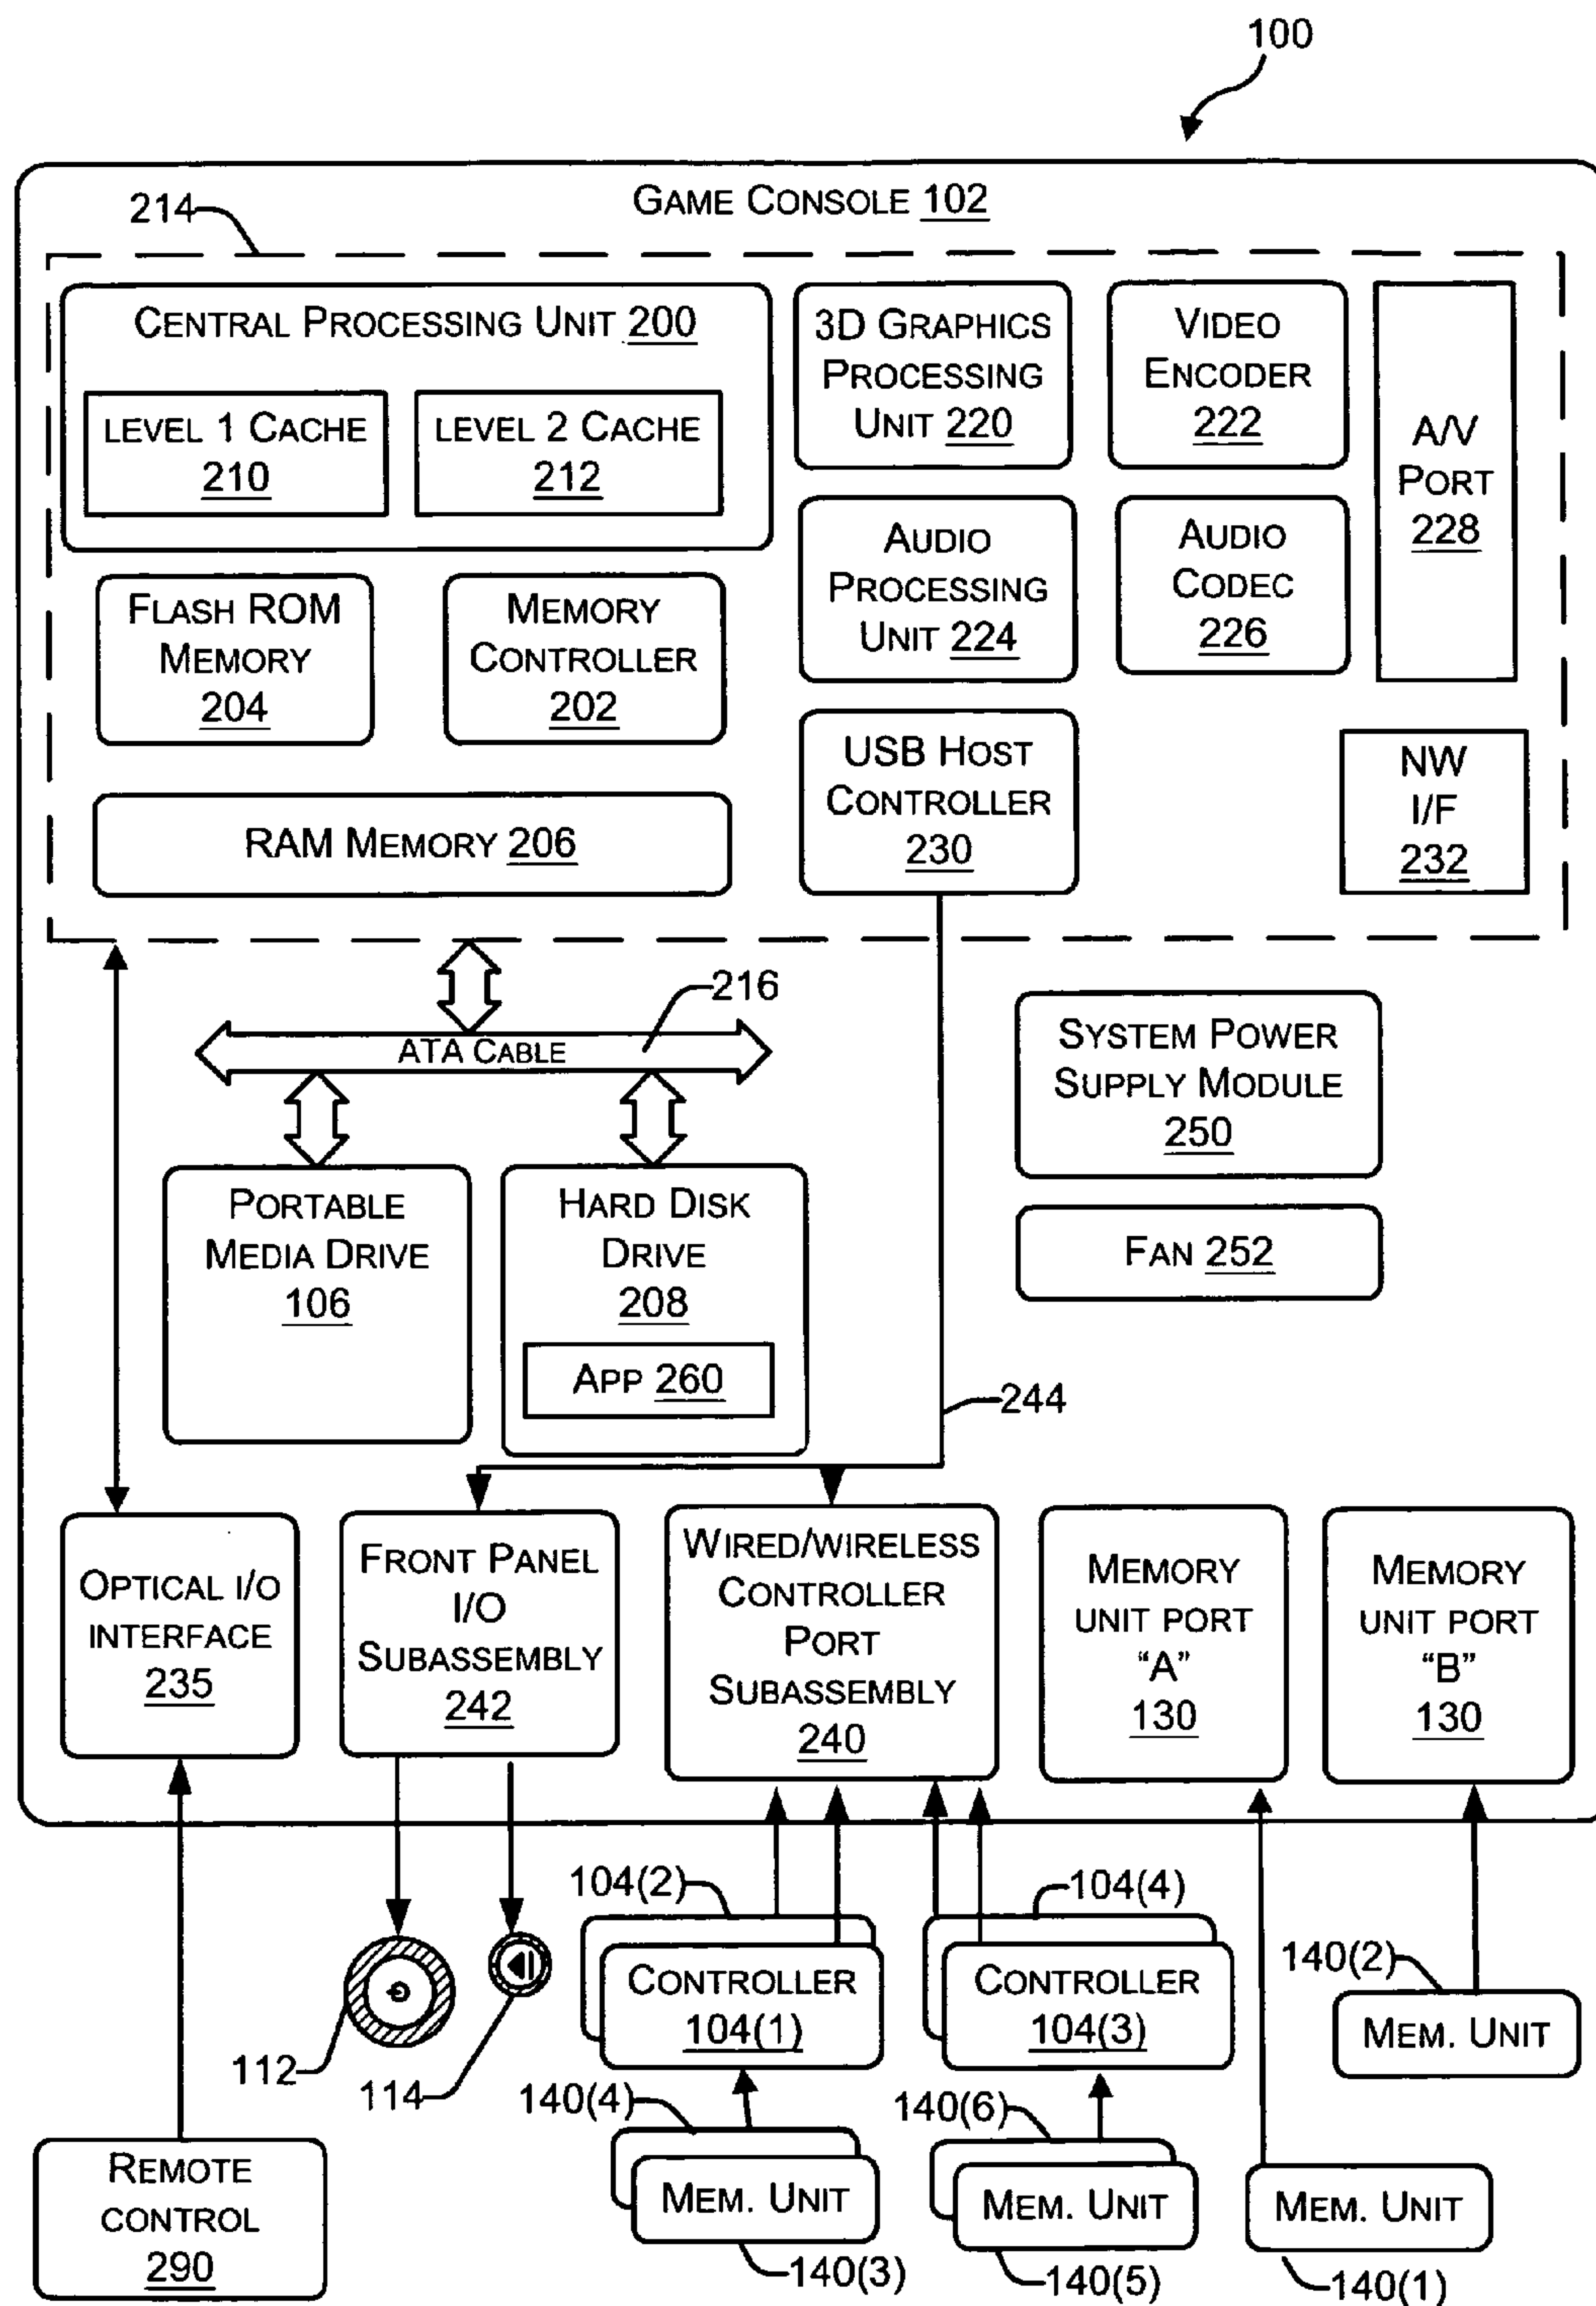 100
GAME CONSOLE 102
214
CENTRAL PROCESSING UNIT 200
LEVEL 1 CACHE
210
LEVEL 2 CACHE
212
3D GRAPHICS
PROCESSING
UNIT 220
VIDEO
ENCODER
222
A/V
PORT
228
FLASH ROM
MEMORY
204
MEMORY
CONTROLLER
202
AUDIO
PROCESSING
UNIT 224
AUDIO
CODEC
226
RAM MEMORY 206
USB HOST
CONTROLLER
230
NW
I/F
232
216
ATA CABLE
SYSTEM POWER
SUPPLY MODULE
250
PORTABLE
MEDIA DRIVE
106
HARD DISK
DRIVE
208
APP 260
FAN 252
244
OPTICAL I/O
INTERFACE
235
FRONT PANEL
I/O
SUBASSEMBLY
242
WIRED/WIRELESS
CONTROLLER
PORT
SUBASSEMBLY
240
MEMORY
UNIT PORT
“A”
130
MEMORY
UNIT PORT
“B”
130
104(2)
104(4)
CONTROLLER
104(1)
CONTROLLER
104(3)
140(2)
MEM. UNIT
112
114
140(4)
140(6)
REMOTE
CONTROL
290
MEM. UNIT
MEM. UNIT
MEM. UNIT
140(3)
140(5)
140(1)